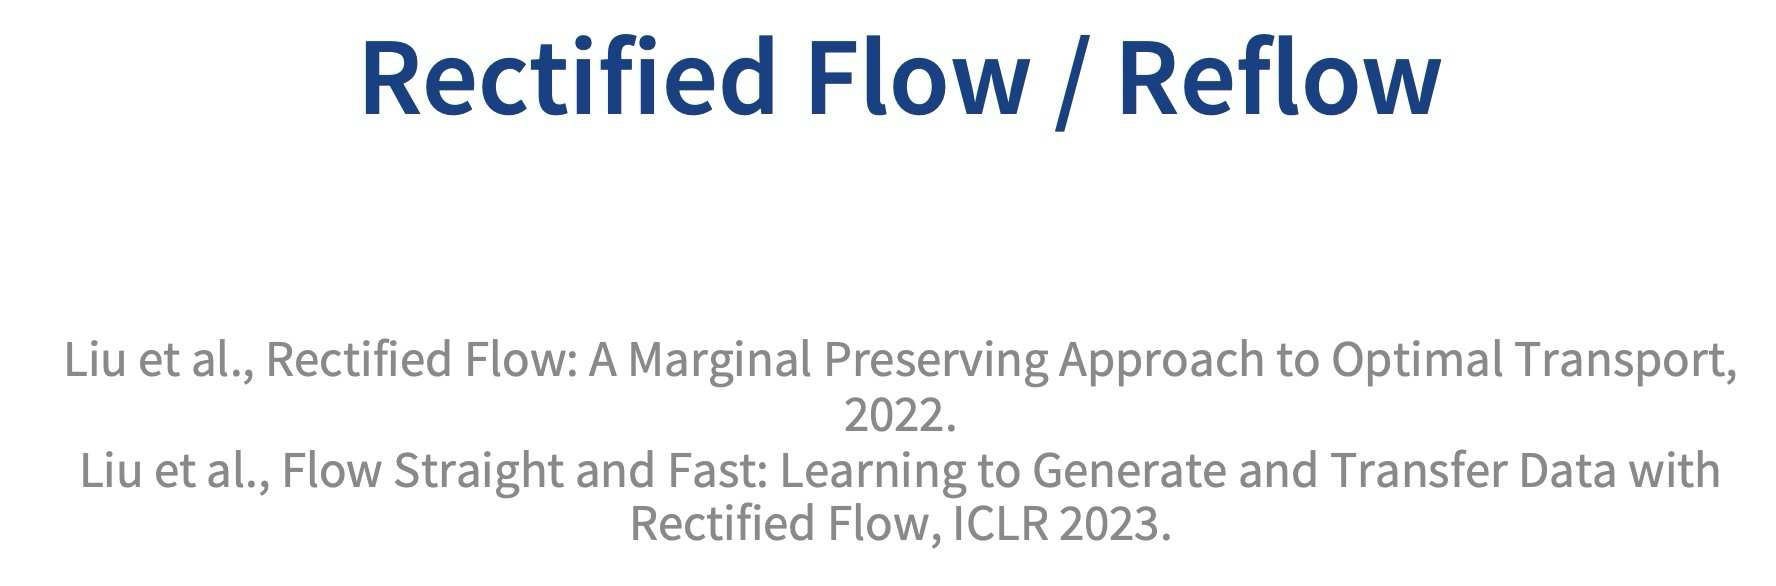 Rectified Flow / Reflow
Liu et al., Rectified Flow: A Marginal Preserving Approach to Optimal Transport,
2022.
Liu et al., Flow Straight and Fast: Learning to Generate and Transfer Data with
Rectified Flow, ICLR 2023.